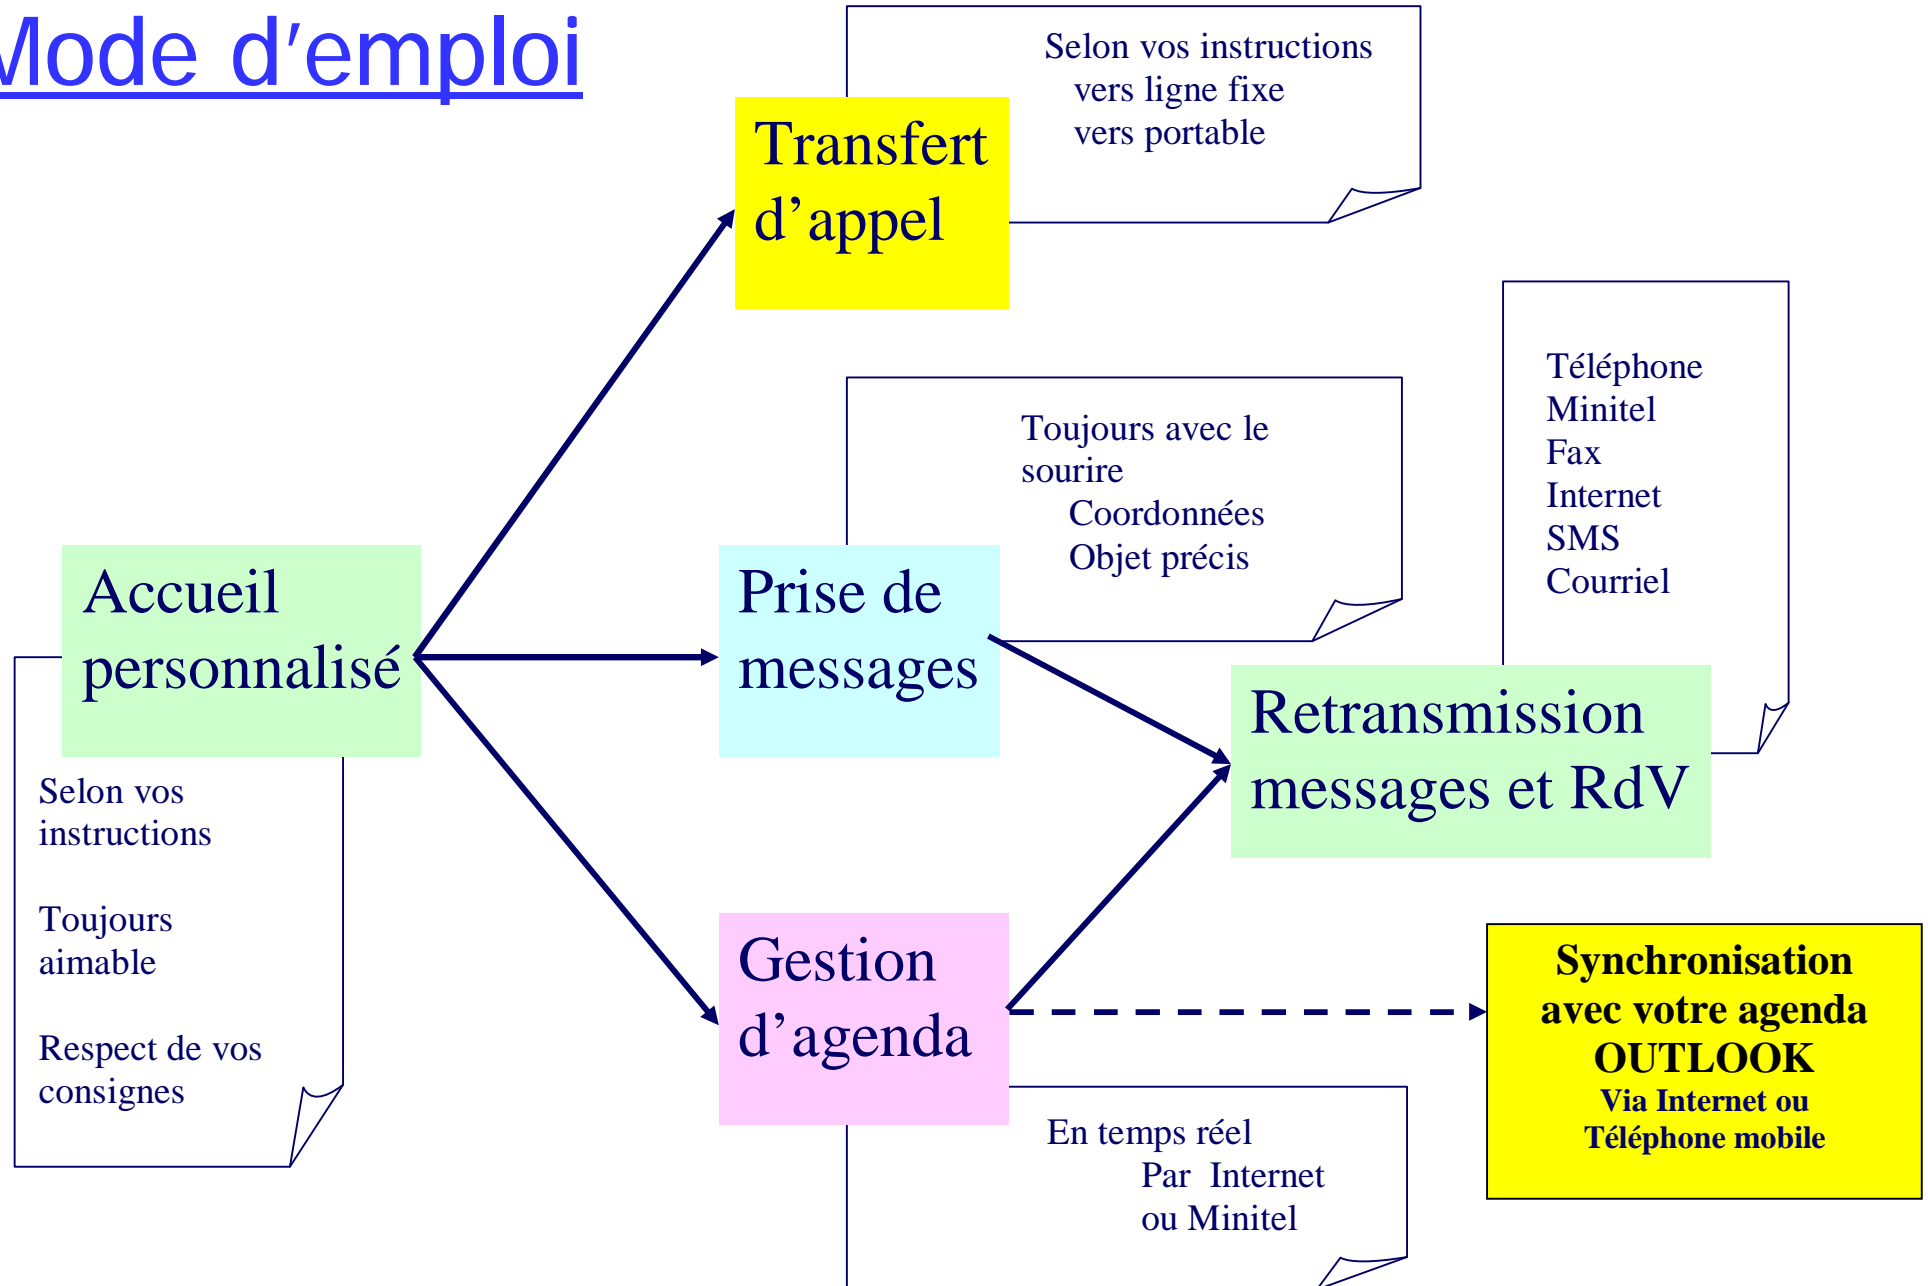 Mode d'emploi
Selon vos instructions
vers ligne fixe
vers portable
Transfert
d’appel
Téléphone
Minitel
Fax
Internet
SMS
Courriel
Toujours avec le
sourire
Coordonnées
Objet précis
Accueil
personnalisé
Prise de
messages
Retransmission
messages et RdV
Selon vos
instructions
Toujours
aimable
Respect de vos
consignes
Gestion
d’agenda
Synchronisation
avec votre agenda
OUTLOOK
Via Internet ou
Téléphone mobile
En temps réel
Par Internet
ou Minitel